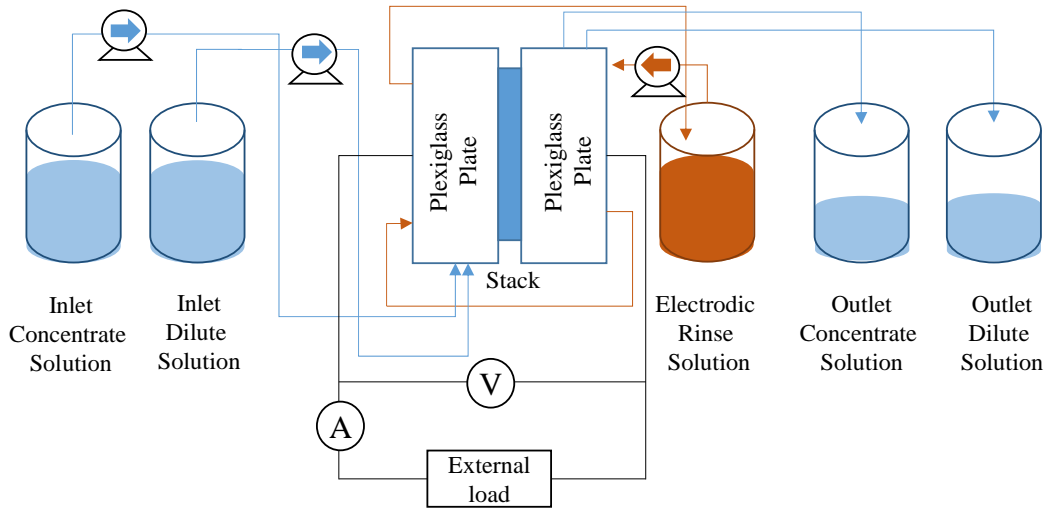 Plexiglass
Plate
Plexiglass
Plate
Stack
Inlet
Concentrate
Solution
Inlet
Dilute
Solution
Electrodic
Rinse
Solution
Outlet
Concentrate
Solution
Outlet
Dilute
Solution
V
A
External
load